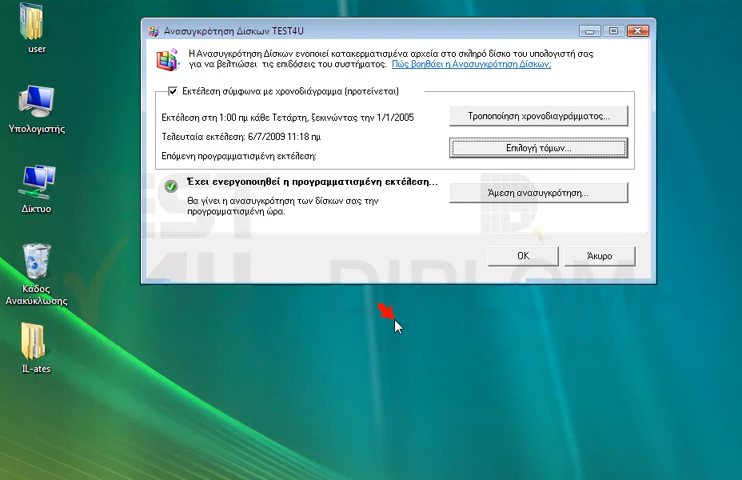 user
Υπολογιστής
Δίκτυο
Κάδος
Ανακύκλωσης
IL-ates
Ανασυγκρότηση Δίσκων TEST4U
Η Ανασυγκρότηση Δίσκων ενοποιεί κατακερματισμένα αρχεία στο σκληρό δίσκο του υπολογιστή σας
για να βελτιώσει τις επιδόσεις του συστήματος. Πώς βοηθάει η Ανασυγκρότηση Δίσκων;
Εκτέλεση σύμφωνα με χρονοδιάγραμμα (προτείνεται)
Εκτέλεση στη 1:00 πμ κάθε Τετάρτη, ξεκινώντας την 1/1/2005
Τροποποίηση χρονοδιαγράμματος...
Τελευταία εκτέλεση: 6/7/2009 11:18 πμ
Επιλογή τόμων...
Επόμενη προγραμματισμένη εκτέλεση:
Έχει ενεργοποιηθεί η προγραμματισμένη εκτέλεση...
Άμεση ανασυγκρότηση...
Θα γίνει η ανασυγκρότηση των δίσκων σας την
προγραμματισμένη ώρα.
OK
Άκυρο
TEST
4U
DIPLOM